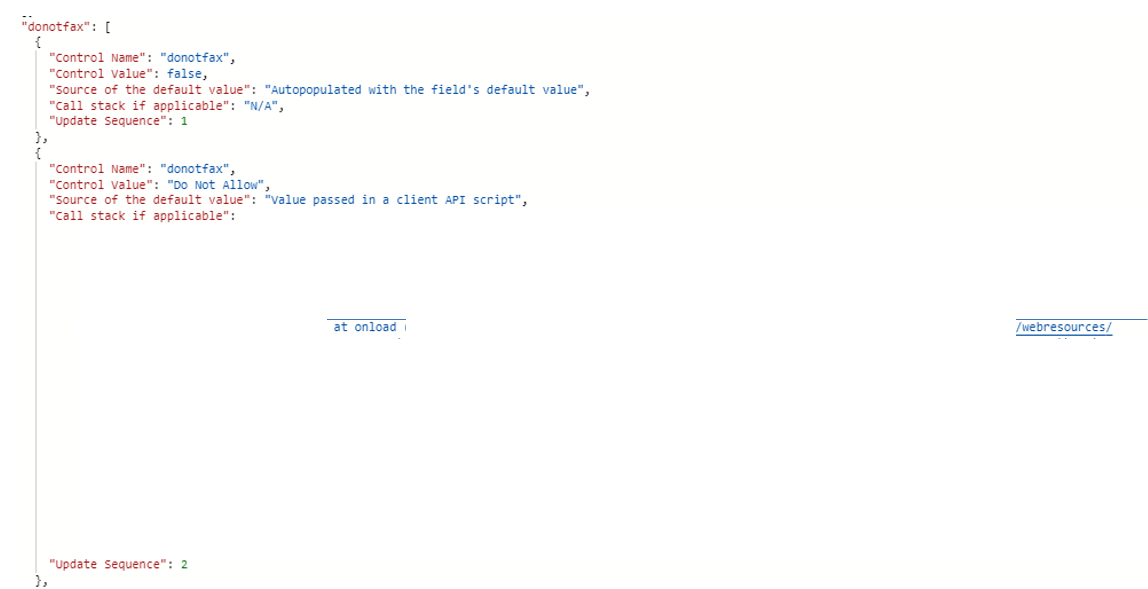 "donotfax": [
{
"Control Name": "donotfax",
"Control Value": false,
"Source of the default value": "Autopopulated with the field's default value",
"Call stack if applicable": "N/A",
"Update Sequence": 1
},
{
"Control Name": "donotfax",
"Control Value": "Do Not Allow",
"Source of the default value": "Value passed in a client API script",
"Call stack if applicable":
at onload /webresources/
"Update Sequence": 2
},